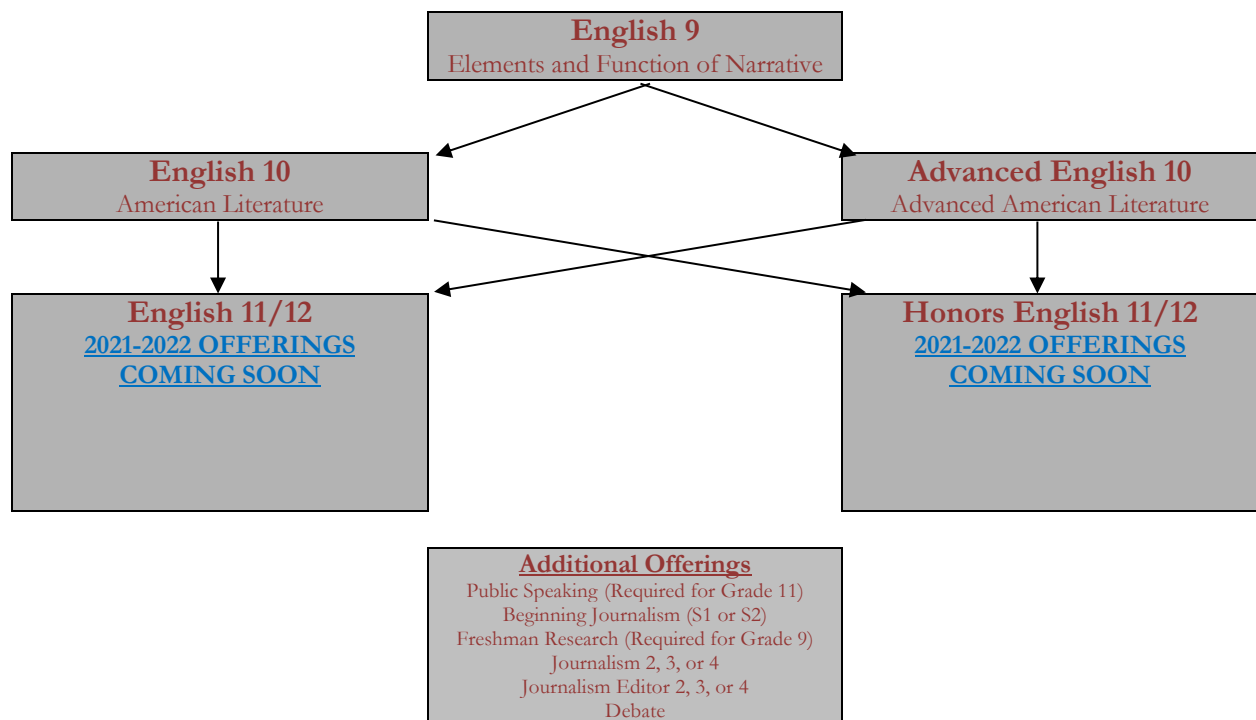 English 9
Elements and Function of Narrative
English 10
American Literature
Advanced English 10
Advanced American Literature
English 11/12
2021-2022 OFFERINGS
COMING SOON
Honors English 11/12
2021-2022 OFFERINGS
COMING SOON
Additional Offerings
Public Speaking (Required for Grade 11)
Beginning Journalism (S1 or S2)
Freshman Research (Required for Grade 9)
Journalism 2, 3, or 4
Journalism Editor 2, 3, or 4
Debate